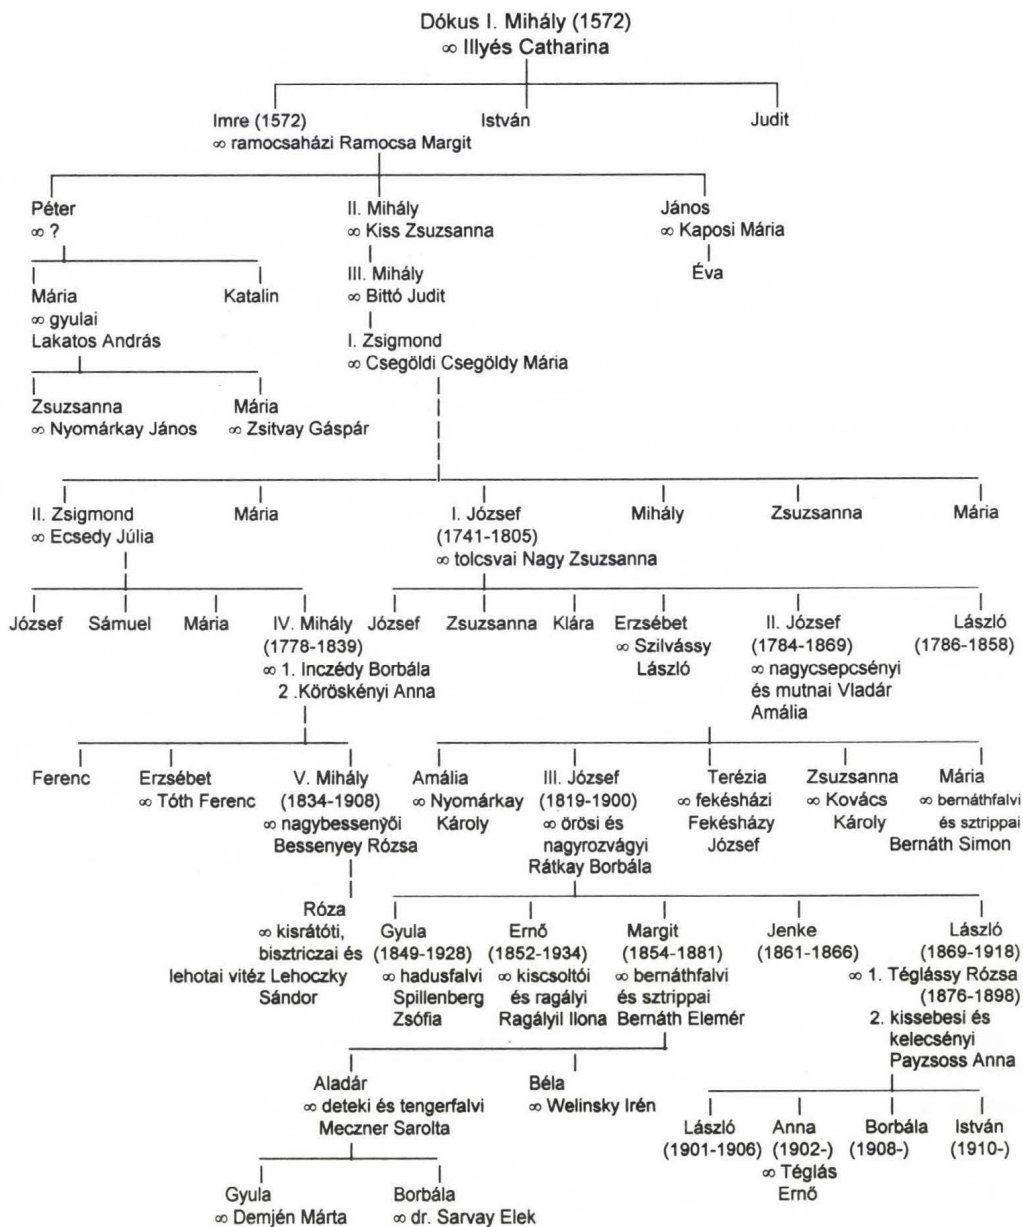 Dókus I. Mihály (1572)
∞ Illyés Catharina
Imre (1572) István Judit
∞ ramocsaházi Ramocsa Margit
Péter II. Mihály János
∞ ? ∞ Kiss Zsuzsanna ∞ Kaposi Mária
Mária Katalin III. Mihály Éva
∞ gyulai ∞ Bittó Judit
Lakatos András I. Zsigmond
∞ Csegöldi Csegöldy Mária
Zsuzsanna Mária
∞ Nyomárkay János ∞ Zsitvay Gáspár
II. Zsigmond Mária I. József Mihály Zsuzsanna Mária
∞ Ecsedy Júlia (1741-1805)
∞ tolcsvai Nagy Zsuzsanna
József Sámuel Mária IV. Mihály József Zsuzsanna Klára Erzsébet II. József László
(1778-1839) ∞ Szilvássy (1784-1869) (1786-1858)
∞ 1. Inczédy Borbála László ∞ nagycsepcsényi
2 .Köröskényi Anna és mutnai Vladár
Amália
Ferenc Erzsébet V. Mihály Amália III. József Terézia Zsuzsanna Mária
∞ Tóth Ferenc (1834-1908) ∞ Nyomárkay (1819-1900) ∞ fekésházi ∞ Kovács ∞ bernáthfalvi
∞ nagybessenyői Károly ∞ örösi és Fekésházy Károly és sztrippai
Bessenyey Rózsa nagyrozvágyi József Bernáth Simon
Rátkay Borbála
Róza Gyula Ernő Margit Jenke László
∞ kisrátóti, (1849-1928) (1852-1934) (1854-1881) (1861-1866) (1869-1918)
bisztriczai és ∞ hadusfalvi ∞ kiscsoltói ∞ bernáthfalvi ∞ 1. Téglássy Rózsa
lehotai vitéz Lehoczky Spillenberg és ragályi és sztrippai (1876-1898)
Sándor Zsófia Ragályil Ilona Bernáth Elemér 2. kissebesi és
kelecsényi
Payzsoss Anna
Aladár Béla
∞ deteki és tengerfalvi ∞ Welinsky Irén
Meczner Sarolta
László Anna Borbála István
(1901-1906) (1902-) (1908-) (1910-)
∞ Téglás
Ernő
Gyula Borbála
∞ Demjén Márta ∞ dr. Sarvay Elek